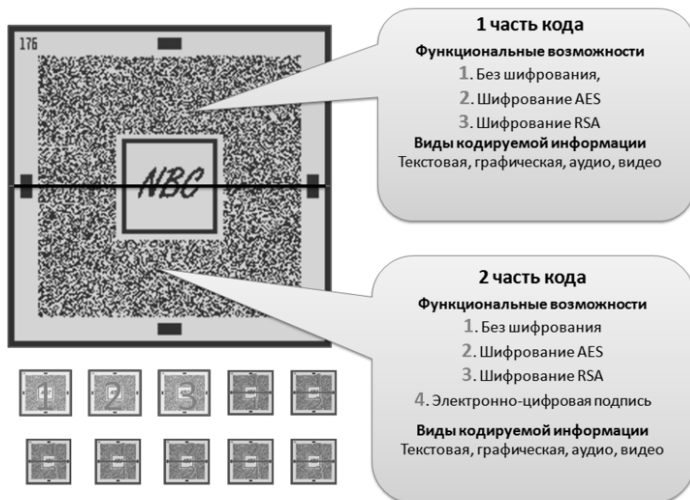 176
NBC
1 часть кода
Функциональные возможности
1. Без шифрования,
2. Шифрование AES
3. Шифрование RSA
Виды кодируемой информации
Текстовая, графическая, аудио, видео
2 часть кода
Функциональные возможности
1. Без шифрования
2. Шифрование AES
3. Шифрование RSA
4. Электронно-цифровая подпись
Виды кодируемой информации
Текстовая, графическая, аудио, видео
1 2 3